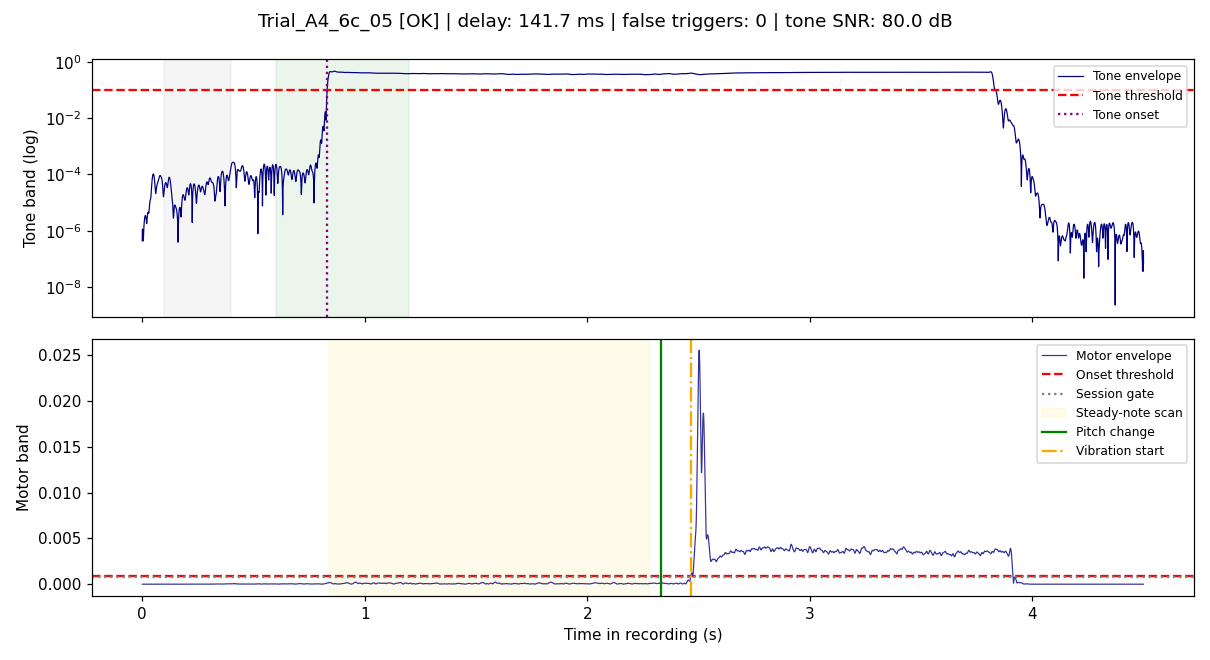 Trial_A4_6c_05 [OK] | delay: 141.7 ms | false triggers: 0 | tone SNR: 80.0 dB
Tone band (log)
10⁰
10⁻²
10⁻⁴
10⁻⁶
10⁻⁸
Tone envelope
Tone threshold
Tone onset
Motor band
0.025
0.020
0.015
0.010
0.005
0.000
Motor envelope
Onset threshold
Session gate
Steady-note scan
Pitch change
Vibration start
0 1 2 3 4
Time in recording (s)